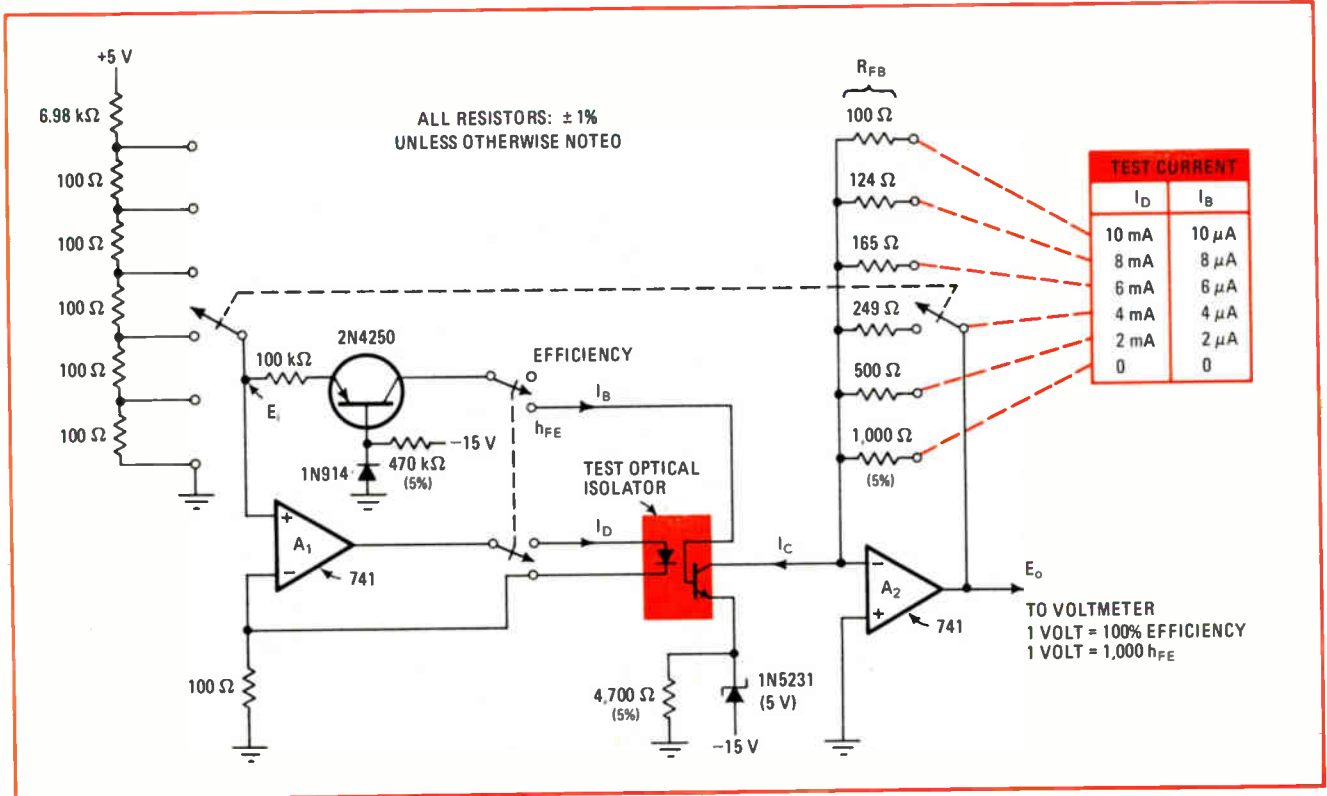 +5 V
6.98 kΩ
100 Ω
100 Ω
100 Ω
100 Ω
100 Ω
ALL RESISTORS: ± 1%
UNLESS OTHERWISE NOTED
RFB
100 Ω
124 Ω
165 Ω
249 Ω
500 Ω
1,000 Ω
(5%)
TEST CURRENT
ID IB
10 mA 10 μA
8 mA 8 μA
6 mA 6 μA
4 mA 4 μA
2 mA 2 μA
0 0
100 kΩ
2N4250
Ei
1N914
470 kΩ
(5%)
−15 V
EFFICIENCY
hFE
IB
TEST OPTICAL
ISOLATOR
+
A1
−
741
ID
IC
100 Ω
4,700 Ω
(5%)
1N5231
(5 V)
−15 V
−
A2
+
741
Eo
TO VOLTMETER
1 VOLT = 100% EFFICIENCY
1 VOLT = 1,000 hFE